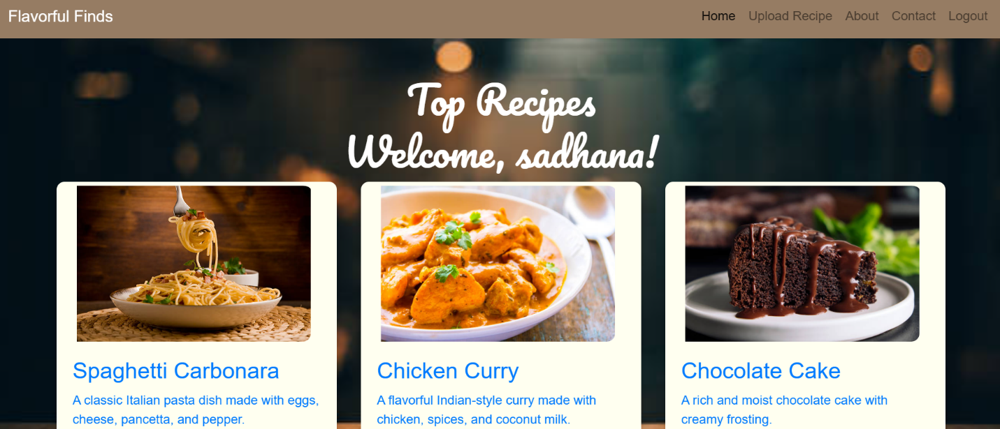 Flavorful Finds
Home Upload Recipe About Contact Logout
Top Recipes
Welcome, sadhana!
Spaghetti Carbonara
A classic Italian pasta dish made with eggs,
cheese, pancetta, and pepper.
Chicken Curry
A flavorful Indian-style curry made with
chicken, spices, and coconut milk.
Chocolate Cake
A rich and moist chocolate cake with
creamy frosting.